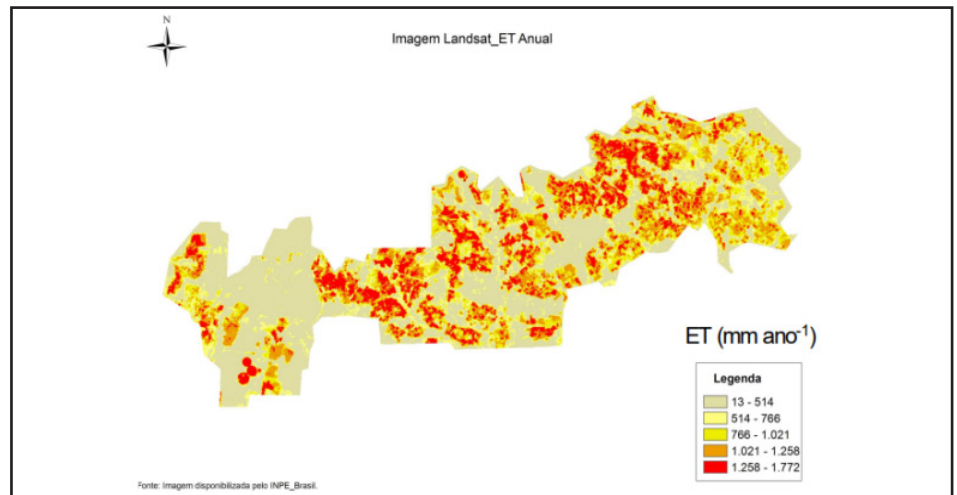 N
Imagem Landsat_ET Anual
ET (mm ano⁻¹)
Legenda
13 - 514
514 - 766
766 - 1.021
1.021 - 1.258
1.258 - 1.772
Fonte: Imagem disponibilizada pelo INPE_Brasil.